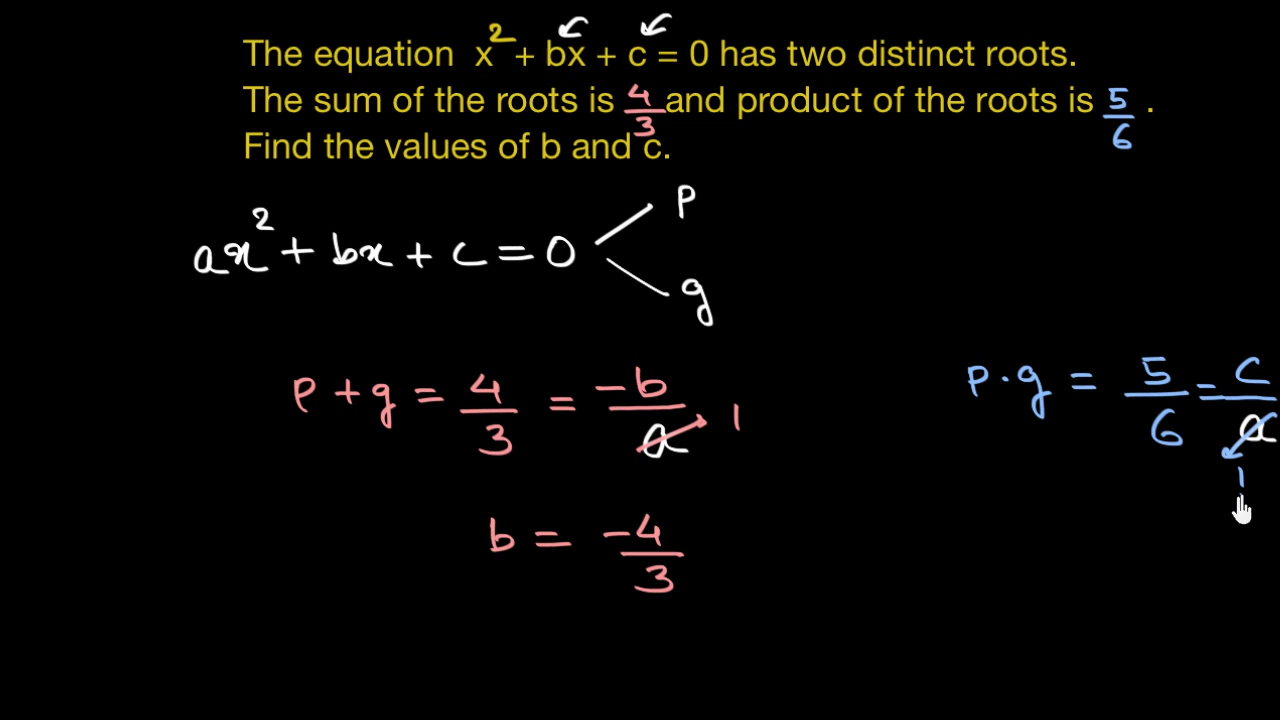 The equation x² + bx + c = 0 has two distinct roots.
The sum of the roots is 4/3 and product of the roots is 5/6 .
Find the values of b and c.
ax² + bx + c = 0
p
q
p + q = 4/3 = -b/a 1
p · q = 5/6 = c/a 1
b = -4/3